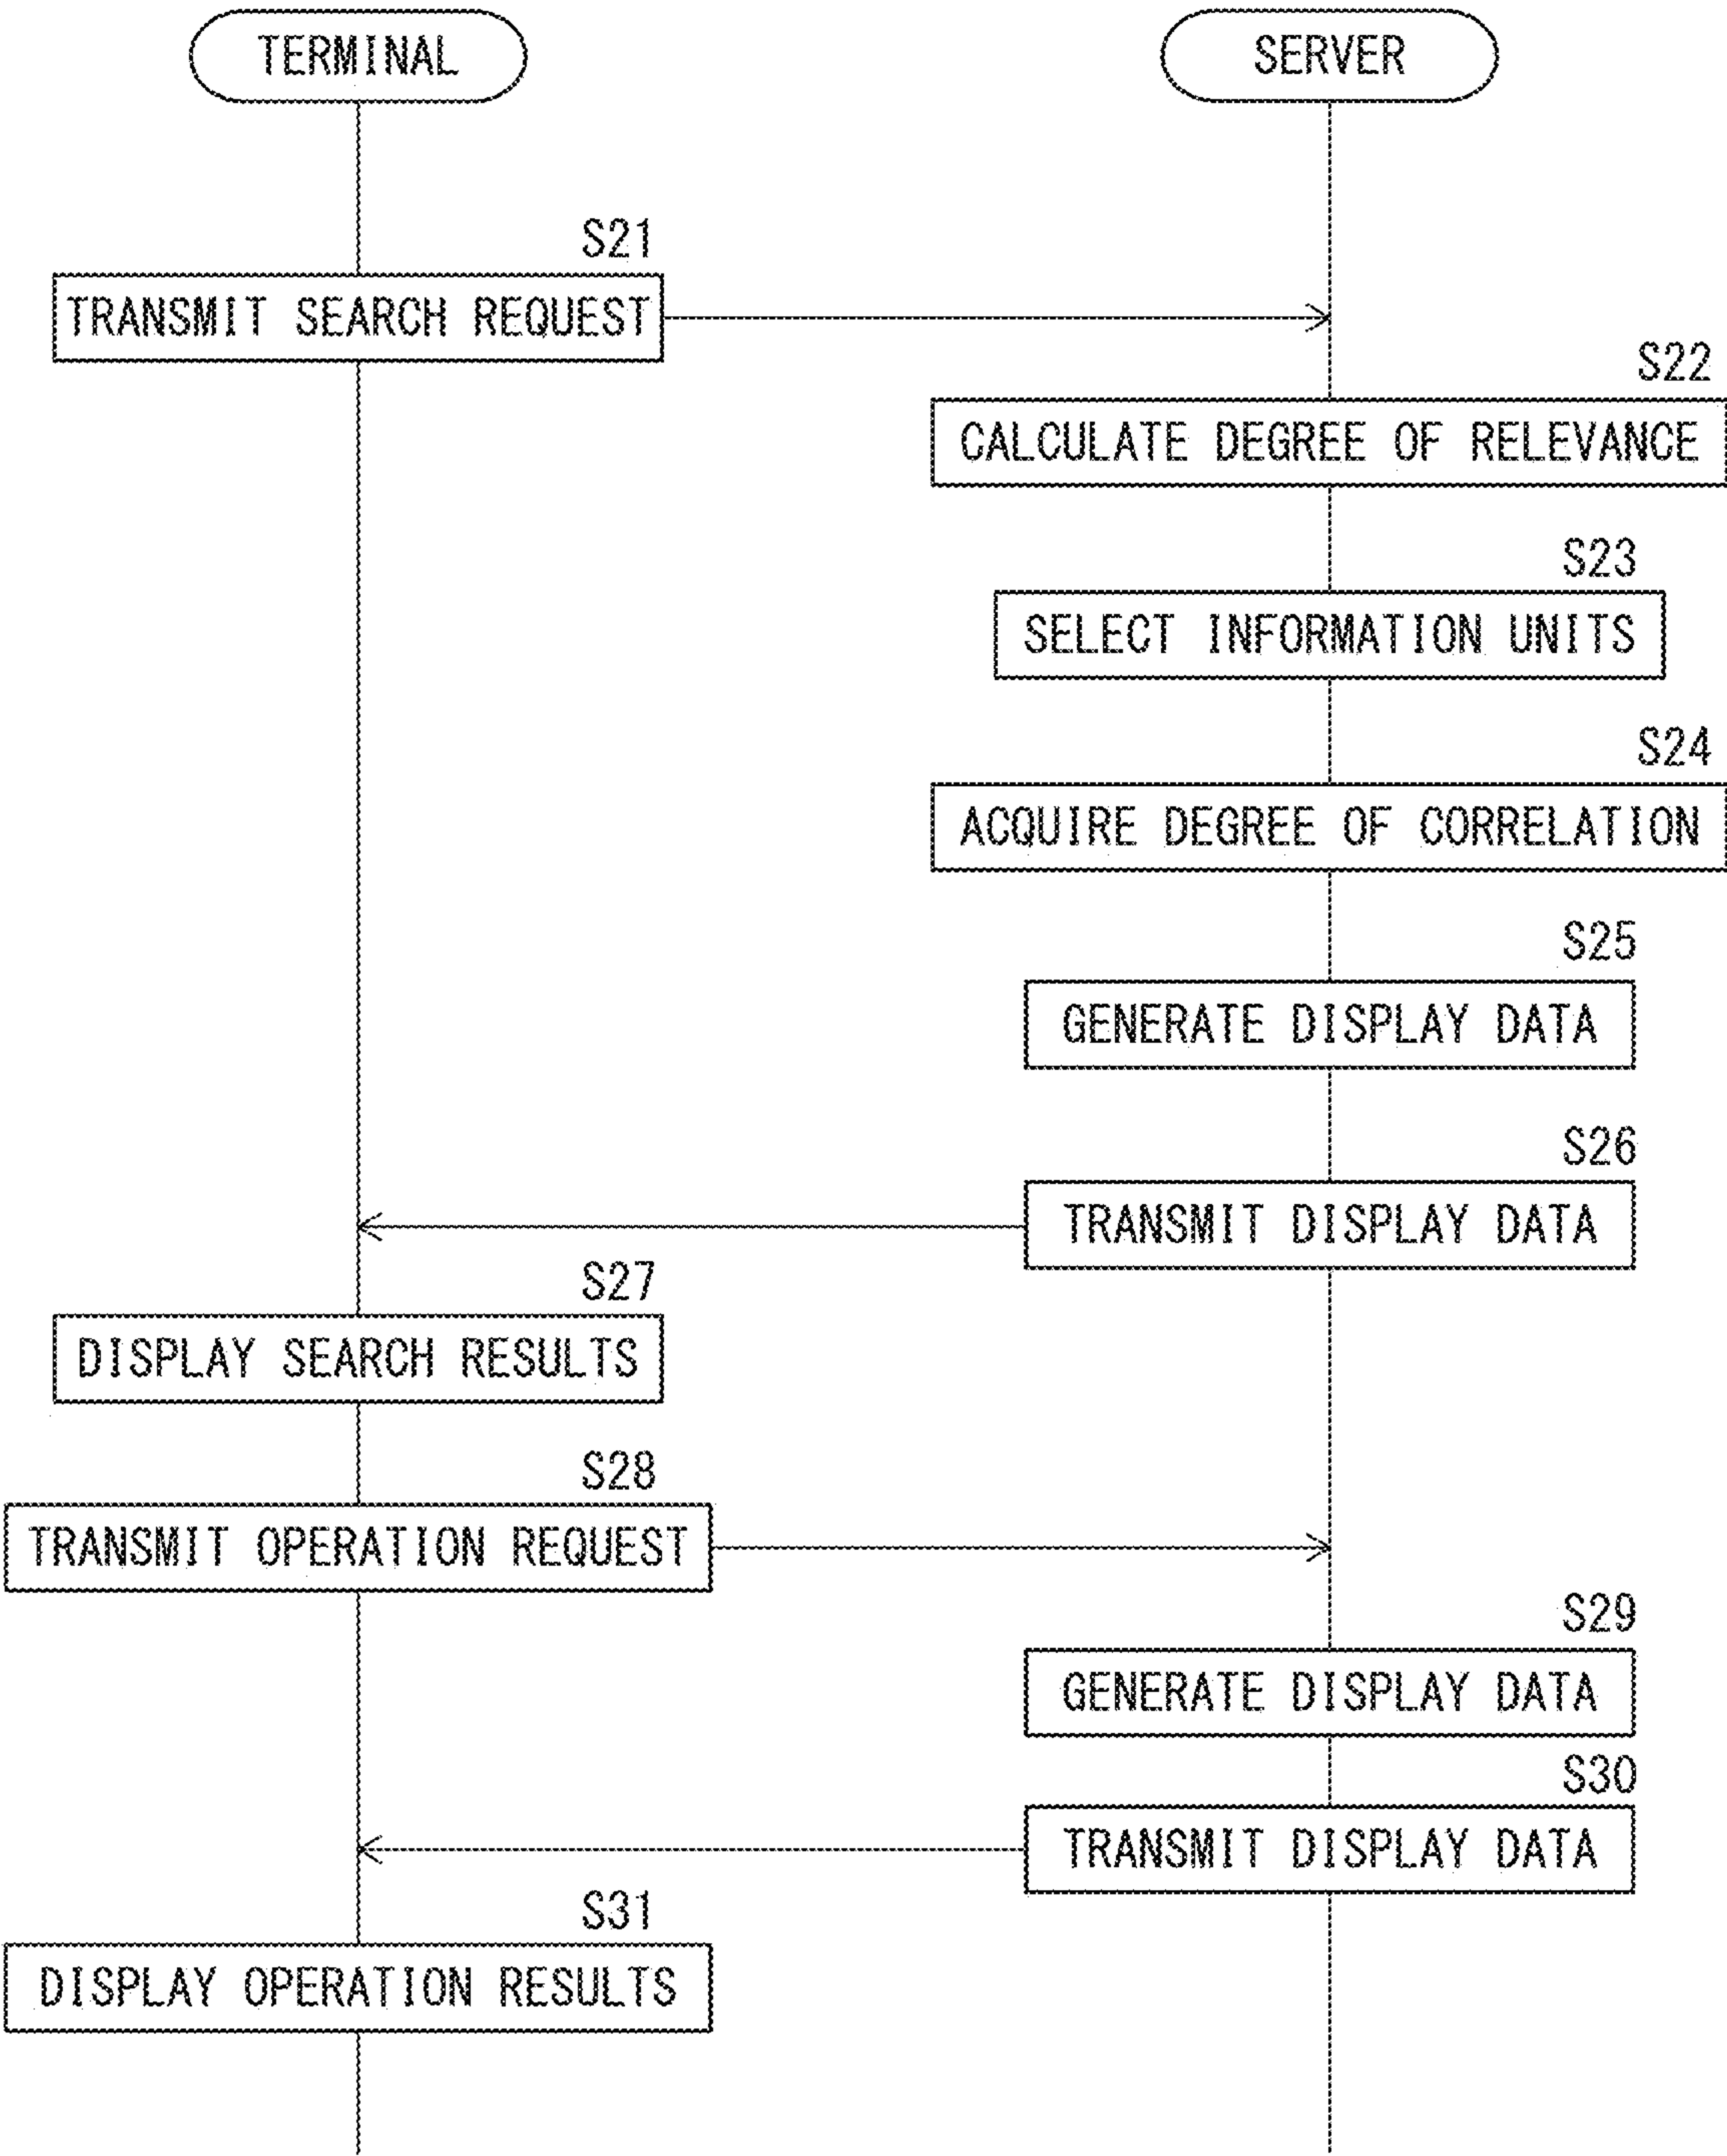 TERMINAL
SERVER
S21
TRANSMIT SEARCH REQUEST
S22
CALCULATE DEGREE OF RELEVANCE
S23
SELECT INFORMATION UNITS
S24
ACQUIRE DEGREE OF CORRELATION
S25
GENERATE DISPLAY DATA
S26
TRANSMIT DISPLAY DATA
S27
DISPLAY SEARCH RESULTS
S28
TRANSMIT OPERATION REQUEST
S29
GENERATE DISPLAY DATA
S30
TRANSMIT DISPLAY DATA
S31
DISPLAY OPERATION RESULTS